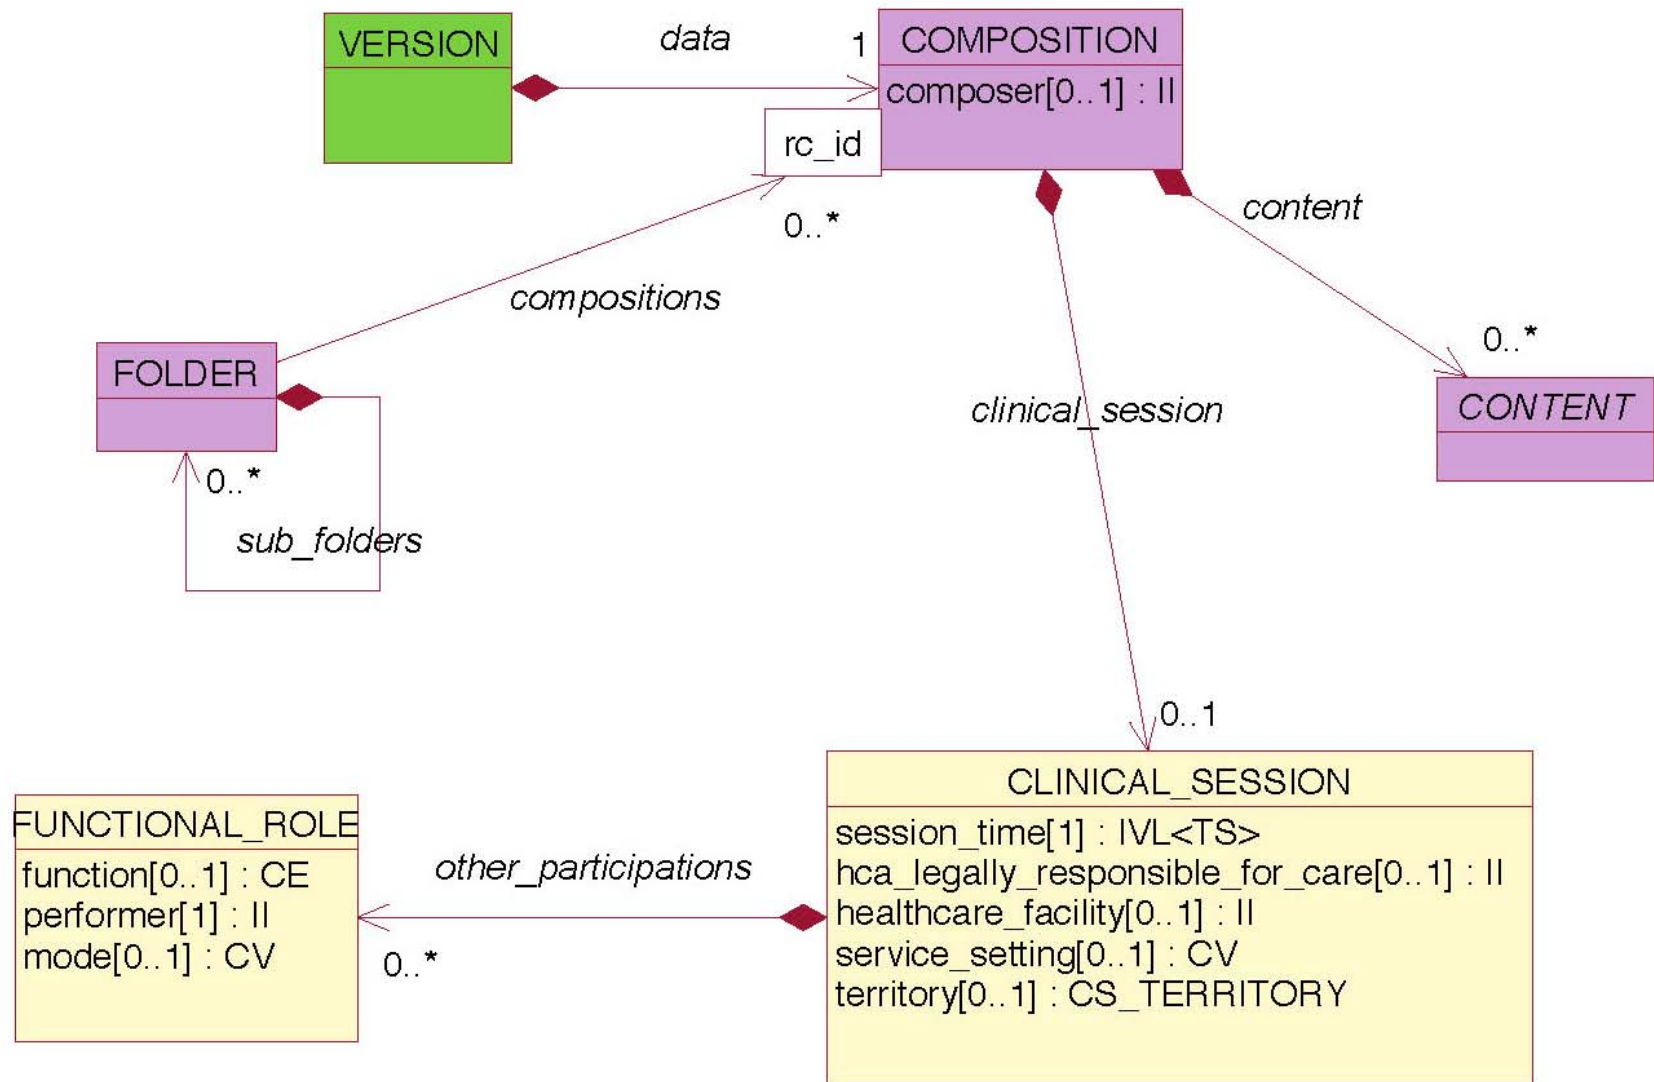 VERSION
data
1
COMPOSITION
composer[0..1] : II
rc_id
0..*
content
compositions
0..*
FOLDER
CONTENT
clinical_session
0..*
sub_folders
0..1
CLINICAL_SESSION
session_time[1] : IVL<TS>
hca_legally_responsible_for_care[0..1] : II
healthcare_facility[0..1] : II
service_setting[0..1] : CV
territory[0..1] : CS_TERRITORY
FUNCTIONAL_ROLE
function[0..1] : CE
performer[1] : II
mode[0..1] : CV
other_participations
0..*